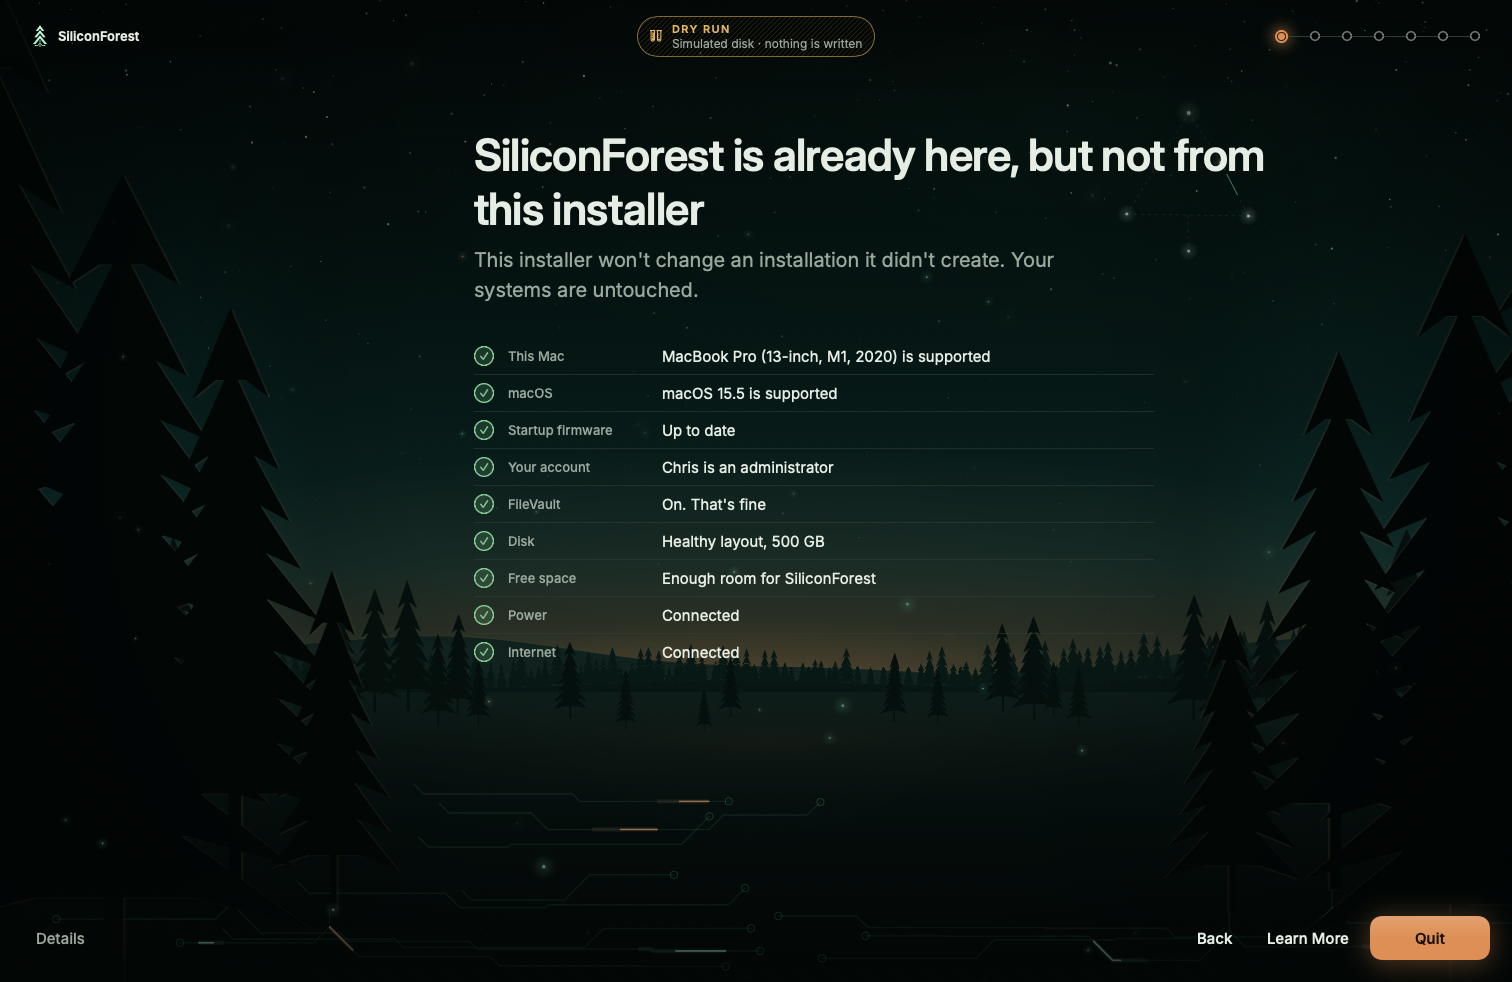 SiliconForest
DRY RUN
Simulated disk · nothing is written
SiliconForest is already here, but not from
this installer
This installer won't change an installation it didn't create. Your
systems are untouched.
This Mac MacBook Pro (13-inch, M1, 2020) is supported
macOS macOS 15.5 is supported
Startup firmware Up to date
Your account Chris is an administrator
FileVault On. That's fine
Disk Healthy layout, 500 GB
Free space Enough room for SiliconForest
Power Connected
Internet Connected
Details Back Learn More Quit